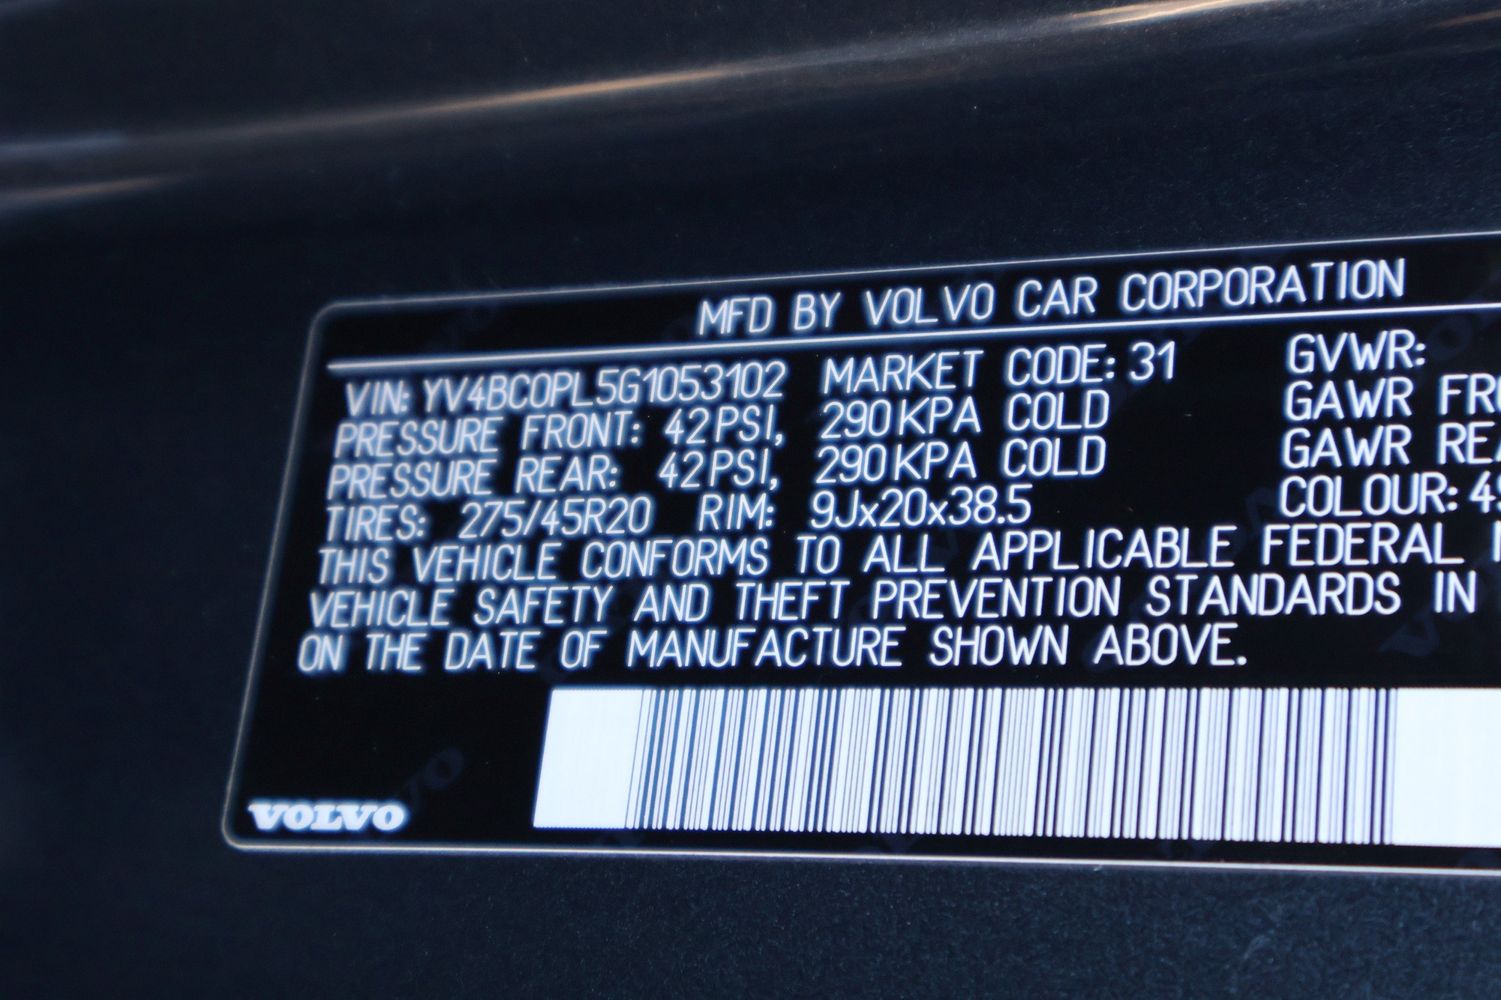 MFD BY VOLVO CAR CORPORATION
VIN: YV4BC0PL5G1053102 MARKET CODE: 31 GVWR:
PRESSURE FRONT: 42 PSI, 290 KPA COLD GAWR
PRESSURE REAR: 42 PSI, 290 KPA COLD GAWR
TIRES: 275/45R20 RIM: 9Jx20x38.5 COLOUR:
THIS VEHICLE CONFORMS TO ALL APPLICABLE FEDERAL
VEHICLE SAFETY AND THEFT PREVENTION STANDARDS IN
ON THE DATE OF MANUFACTURE SHOWN ABOVE.
VOLVO